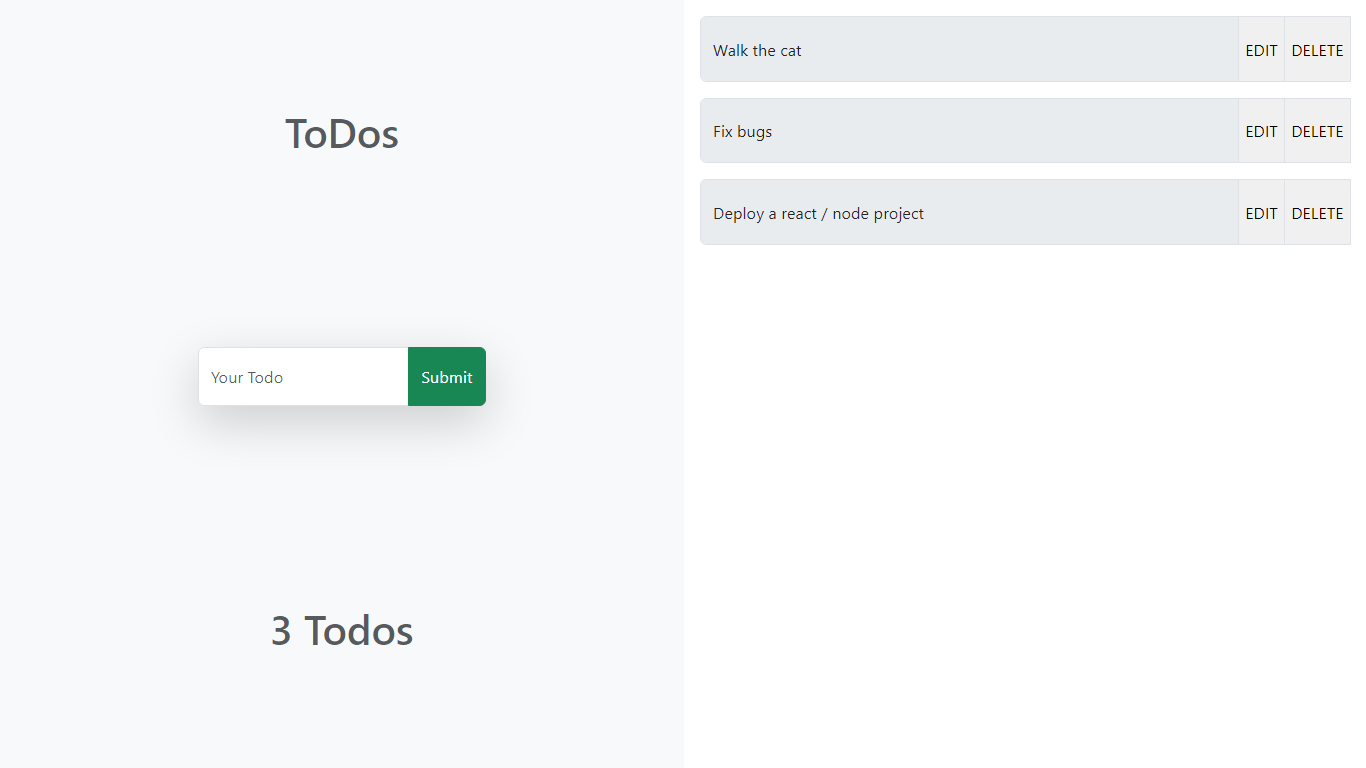 ToDos
Your Todo Submit
3 Todos
Walk the cat EDIT DELETE
Fix bugs EDIT DELETE
Deploy a react / node project EDIT DELETE